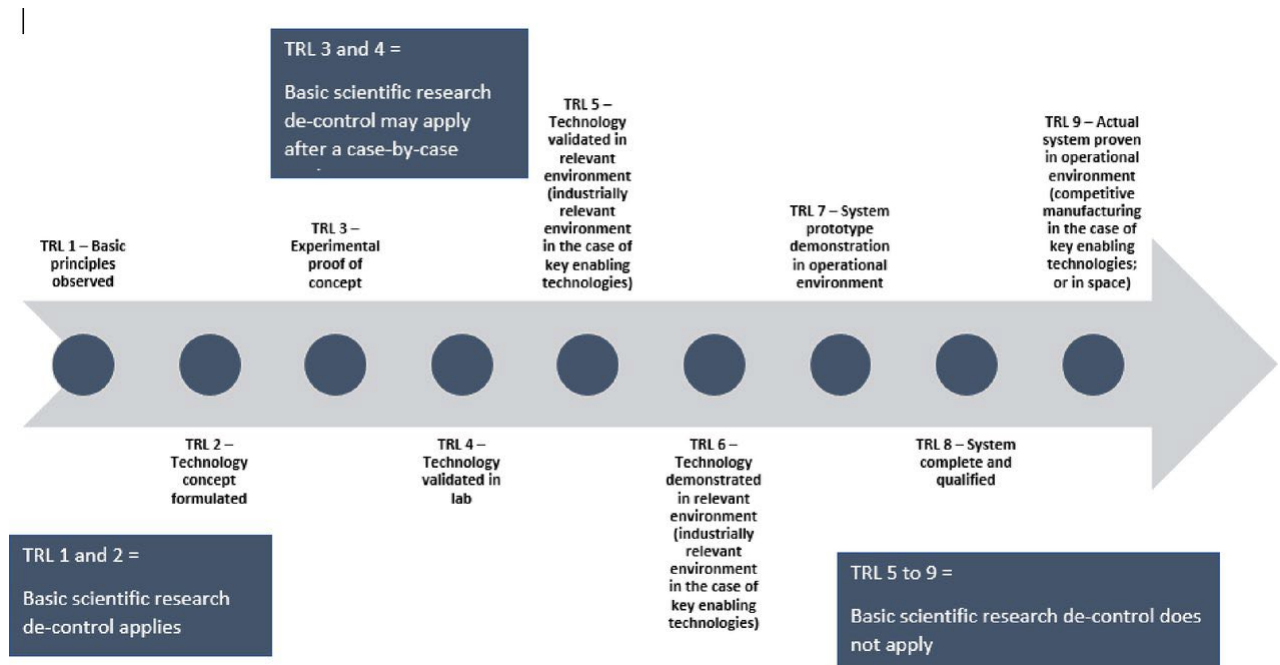 TRL 3 and 4 =
Basic scientific research
de-control may apply
after a case-by-case
TRL 5 –
Technology
validated in
relevant
environment
(industrially
relevant
environment
in the case of
key enabling
technologies)
TRL 9 – Actual
system proven
in operational
environment
(competitive
manufacturing
in the case of
key enabling
technologies;
or in space)
TRL 1 – Basic
principles
observed
TRL 3 –
Experimental
proof of
concept
TRL 7 – System
prototype
demonstration
in operational
environment
TRL 2 –
Technology
concept
formulated
TRL 4 –
Technology
validated in
lab
TRL 6 –
Technology
demonstrated
in relevant
environment
(industrially
relevant
environment
in the case of
key enabling
technologies)
TRL 8 – System
complete and
qualified
TRL 1 and 2 =
Basic scientific research
de-control applies
TRL 5 to 9 =
Basic scientific research de-control does
not apply